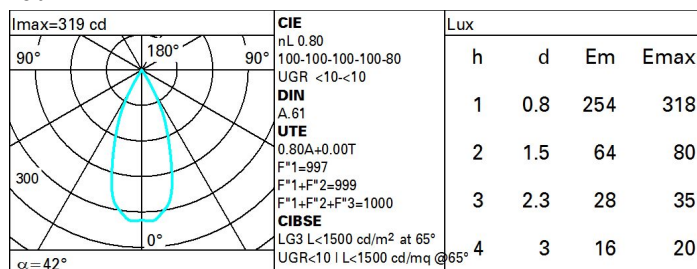 Imax=319 cd
90° 180° 90°
300
0°
α=42°
CIE
nL 0.80
100-100-100-100-80
UGR <10-<10
DIN
A.61
UTE
0.80A+0.00T
F"1=997
F"1+F"2=999
F"1+F"2+F"3=1000
CIBSE
LG3 L<1500 cd/m² at 65°
UGR<10 | L<1500 cd/mq @65°
Lux
h d Em Emax
1 0.8 254 318
2 1.5 64 80
3 2.3 28 35
4 3 16 20